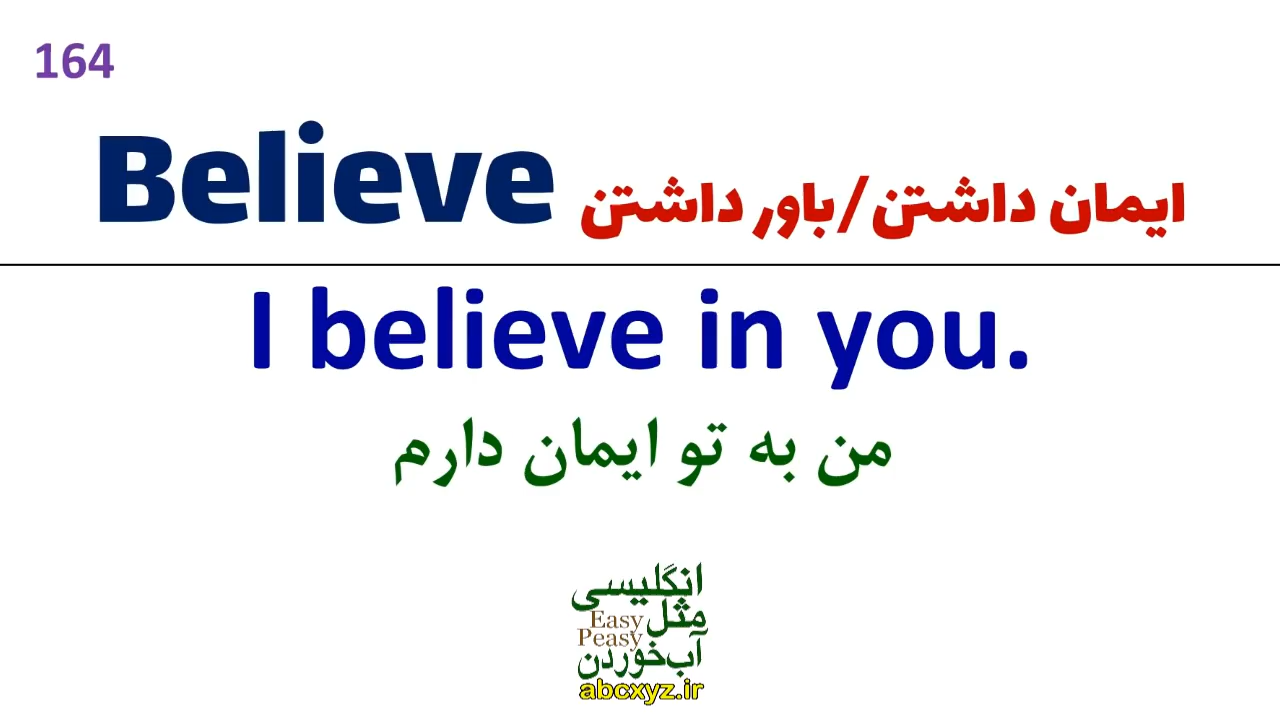 164
Believe ایمان داشتن/باور داشتن
I believe in you.
من به تو ایمان دارم
انگلیسی
مثل Easy
Peasy
آب‌خوردن
abcxyz.ir